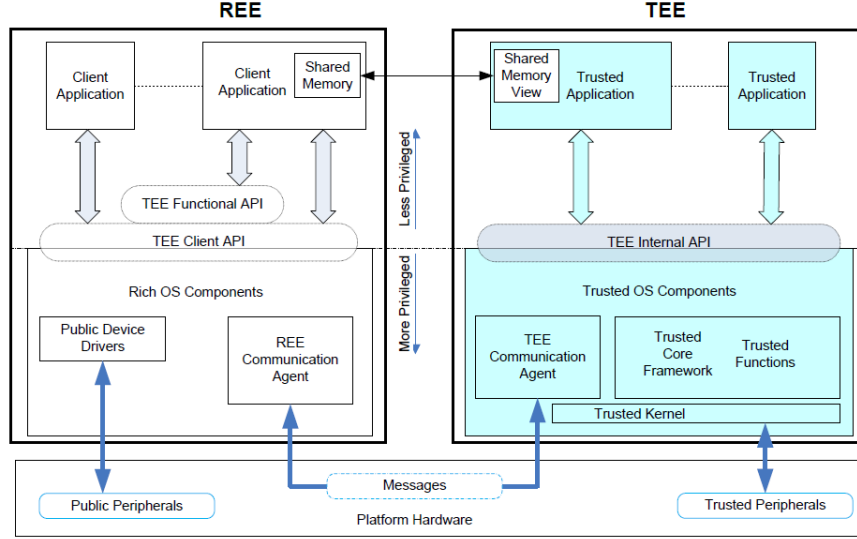 REE
TEE
Client
Application
Client
Application
Shared
Memory
Shared
Memory
View
Trusted
Application
Trusted
Application
Less Privileged
TEE Functional API
TEE Client API
TEE Internal API
More Privileged
Rich OS Components
Trusted OS Components
Public Device
Drivers
REE
Communication
Agent
TEE
Communication
Agent
Trusted
Core
Framework
Trusted
Functions
Trusted Kernel
Public Peripherals
Messages
Trusted Peripherals
Platform Hardware